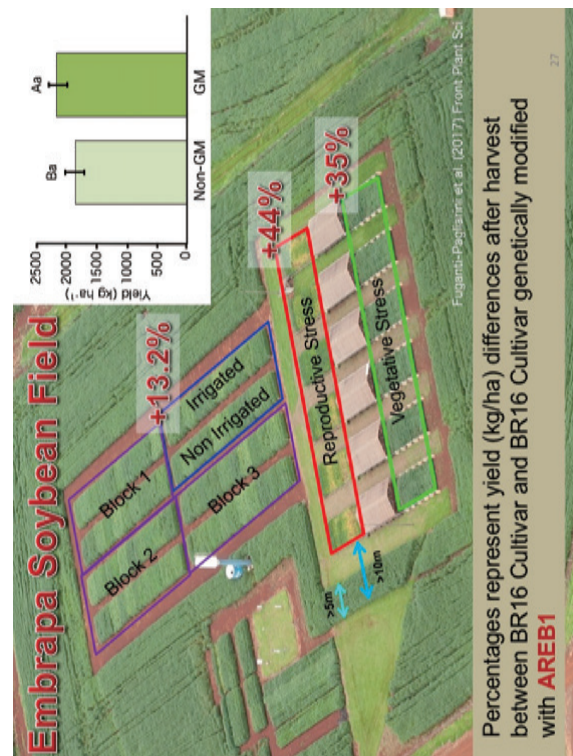 Embrapa Soybean Field
2500
2000
1500
1000
500
0
Yield (kg ha⁻¹)
Ba
Aa
Non-GM
GM
+13.2%
+44%
+35%
Block 1
Block 2
Block 3
Irrigated
Non Irrigated
Reproductive Stress
Vegetative Stress
>5m
>10m
Fuganti-Pagliarini et al. (2017) Front Plant Sci
Percentages represent yield (kg/ha) differences after harvest
between BR16 Cultivar and BR16 Cultivar genetically modified
with AREB1
27